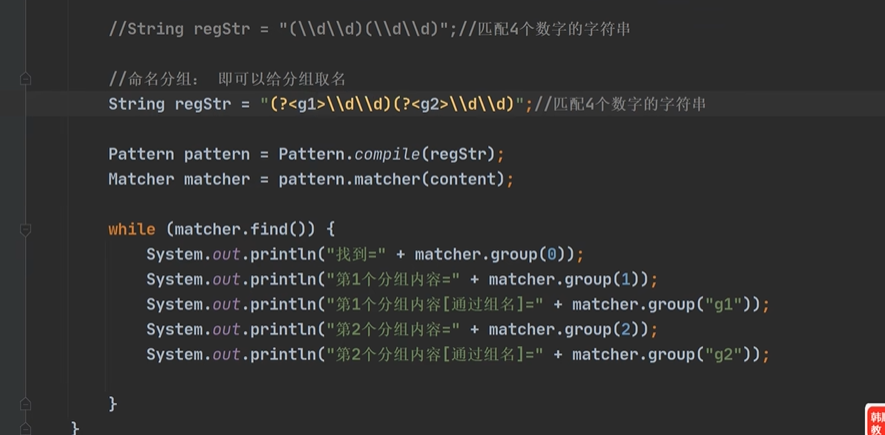 //String regStr = "(\\d\\d)(\\d\\d)";//匹配4个数字的字符串
//命名分组： 即可以给分组取名
String regStr = "(?<g1>\\d\\d)(?<g2>\\d\\d)";//匹配4个数字的字符串
Pattern pattern = Pattern.compile(regStr);
Matcher matcher = pattern.matcher(content);
while (matcher.find()) {
System.out.println("找到=" + matcher.group(0));
System.out.println("第1个分组内容=" + matcher.group(1));
System.out.println("第1个分组内容[通过组名]=" + matcher.group("g1"));
System.out.println("第2个分组内容=" + matcher.group(2));
System.out.println("第2个分组内容[通过组名]=" + matcher.group("g2"));
}
}